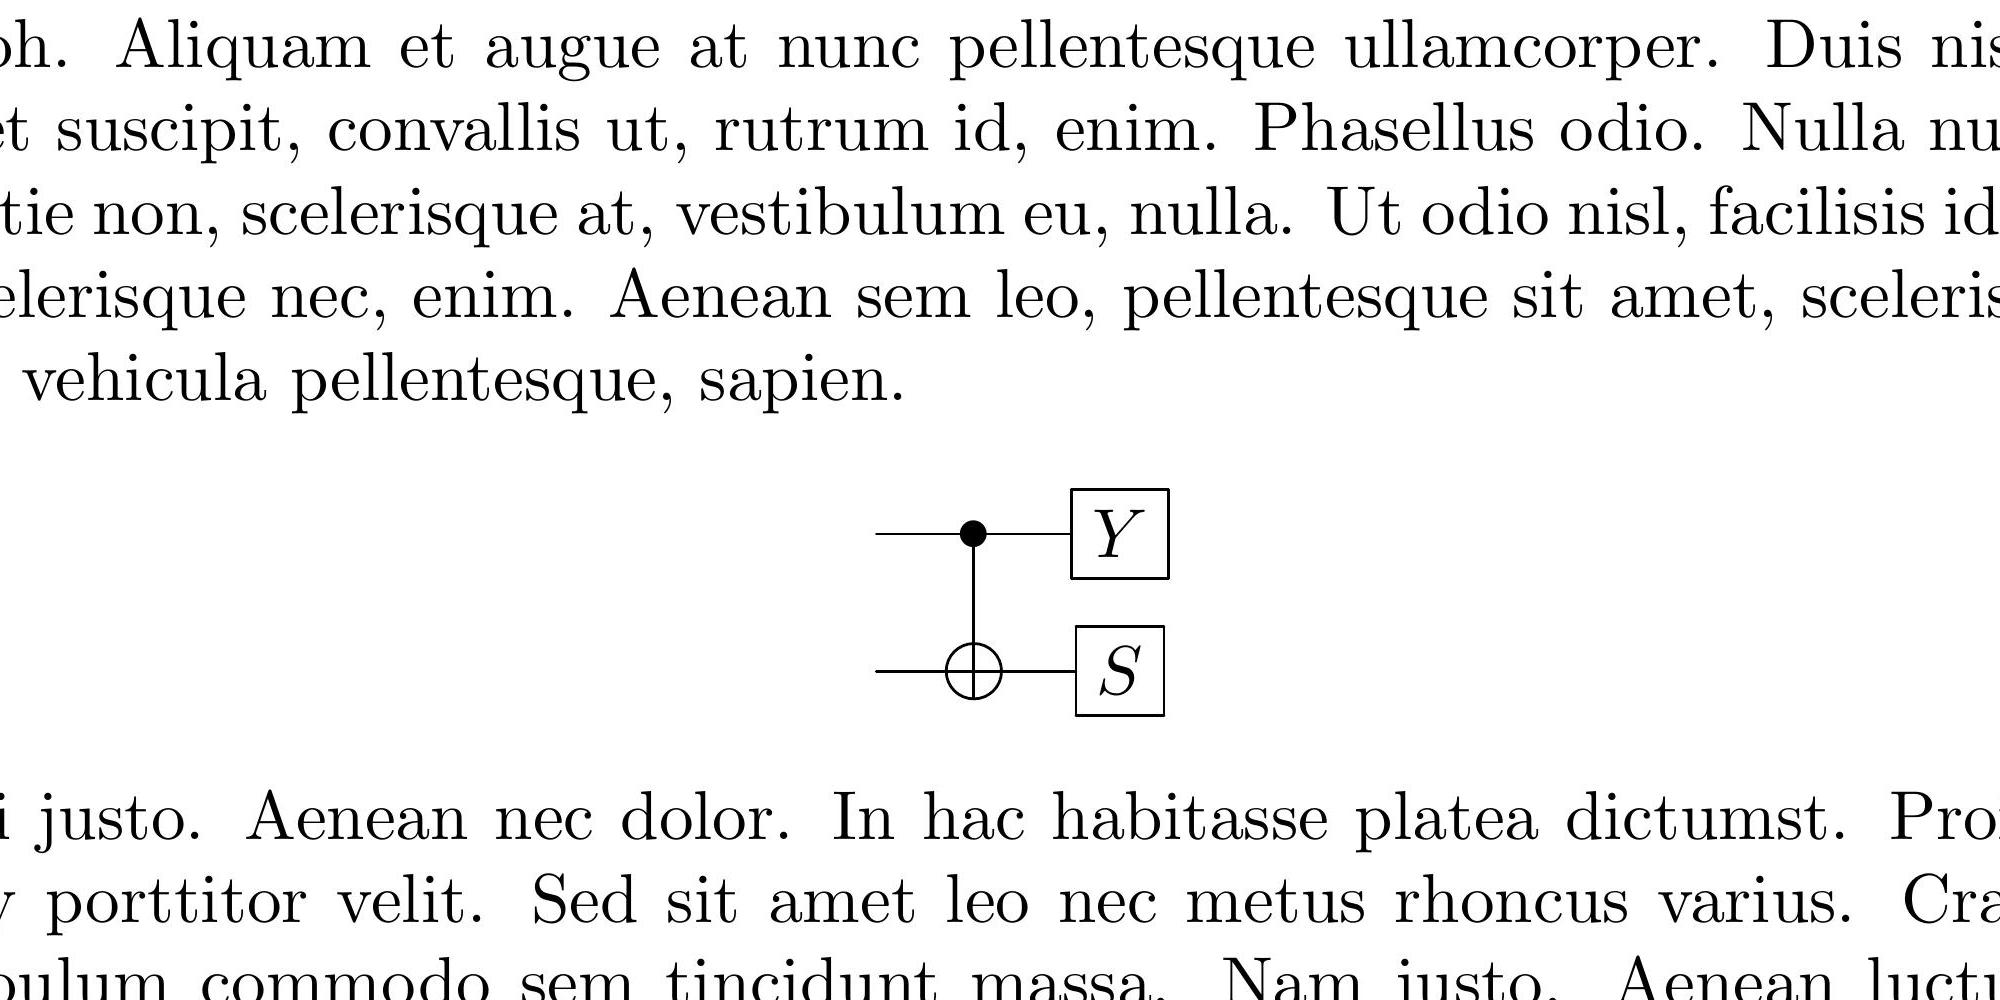 oh. Aliquam et augue at nunc pellentesque ullamcorper. Duis nis
et suscipit, convallis ut, rutrum id, enim. Phasellus odio. Nulla nu
tie non, scelerisque at, vestibulum eu, nulla. Ut odio nisl, facilisis id
elerisque nec, enim. Aenean sem leo, pellentesque sit amet, sceleris
vehicula pellentesque, sapien.
Y
S
i justo. Aenean nec dolor. In hac habitasse platea dictumst. Proi
y porttitor velit. Sed sit amet leo nec metus rhoncus varius. Cra
bulum commodo sem tincidunt massa. Nam justo. Aenean luctu